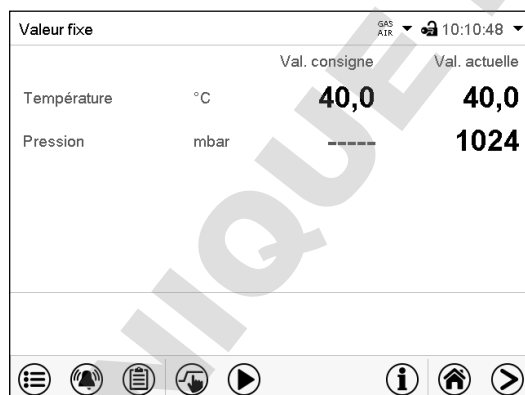 Valeur fixe GAS AIR 10:10:48
Val. consigne Val. actuelle
Température °C 40,0 40,0
Pression mbar ----- 1024
NIQUE